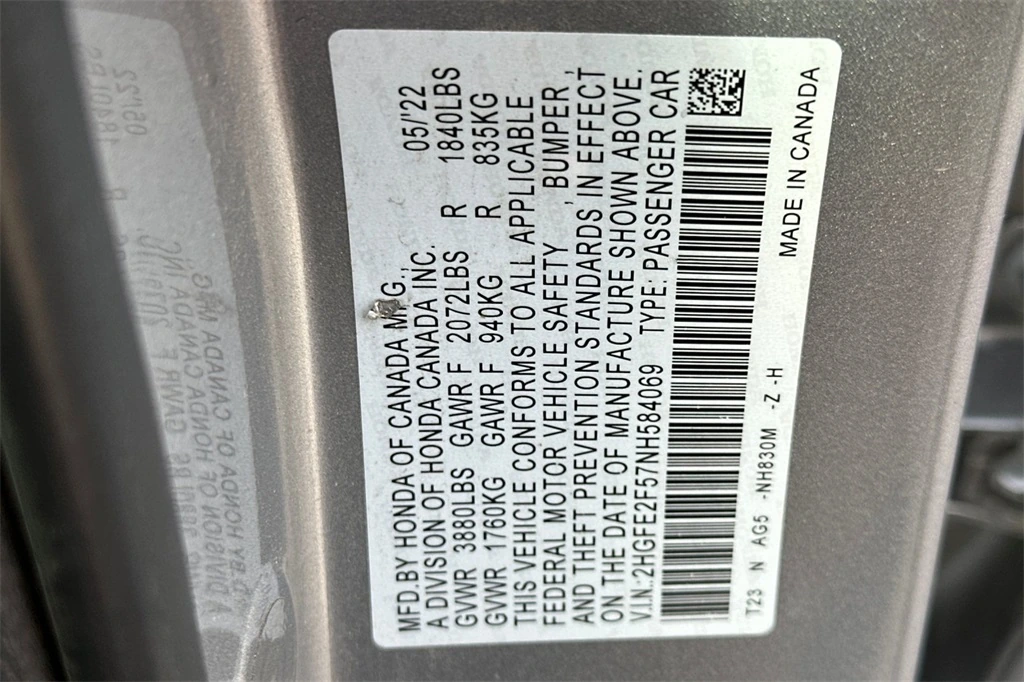 MFD.BY HONDA OF CANADA MFG., 05/'22
A DIVISION OF HONDA CANADA INC.
GVWR 3880LBS GAWR F 2072LBS R 1840LBS
GVWR 1760KG GAWR F 940KG R 835KG
THIS VEHICLE CONFORMS TO ALL APPLICABLE
FEDERAL MOTOR VEHICLE SAFETY , BUMPER ,
AND THEFT PREVENTION STANDARDS IN EFFECT
ON THE DATE OF MANUFACTURE SHOWN ABOVE.
V.I.N.:2HGFE2F57NH584069 TYPE: PASSENGER CAR
T23 N AG5 -NH830M -Z -H
MADE IN CANADA